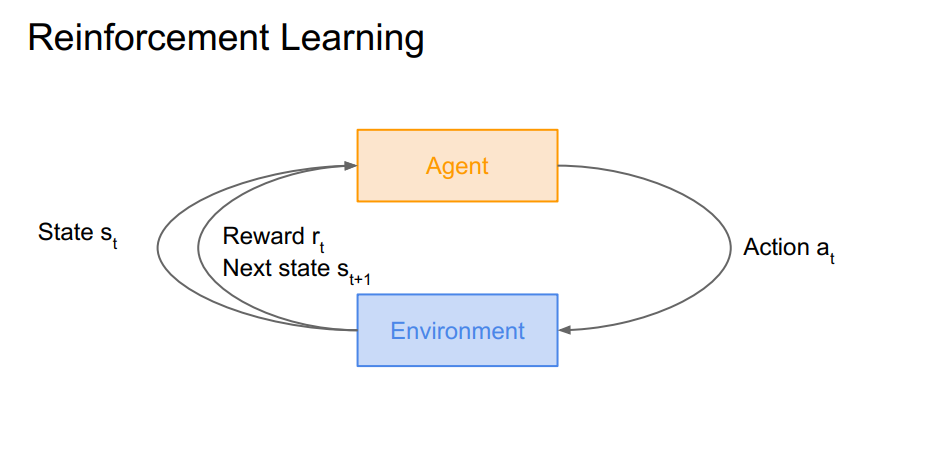 Reinforcement Learning
Agent
State sₜ
Reward rₜ
Next state sₜ₊₁
Action aₜ
Environment